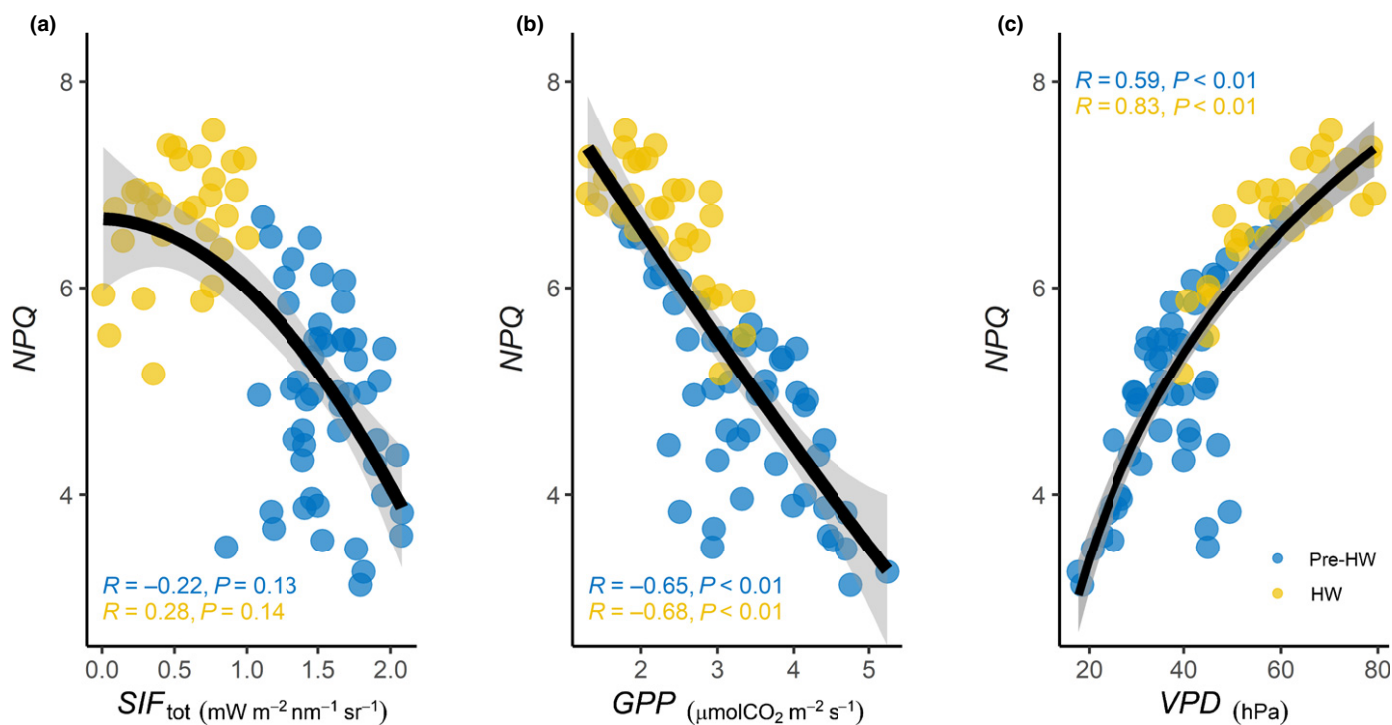 (a)
8
6
4
NPQ
R = −0.22, P = 0.13
R = 0.28, P = 0.14
0.0 0.5 1.0 1.5 2.0
SIFtot (mW m−2 nm−1 sr−1)
(b)
8
6
4
NPQ
R = −0.65, P < 0.01
R = −0.68, P < 0.01
2 3 4 5
GPP (μmolCO2 m−2 s−1)
(c)
8
6
4
NPQ
R = 0.59, P < 0.01
R = 0.83, P < 0.01
Pre-HW
HW
20 40 60 80
VPD (hPa)